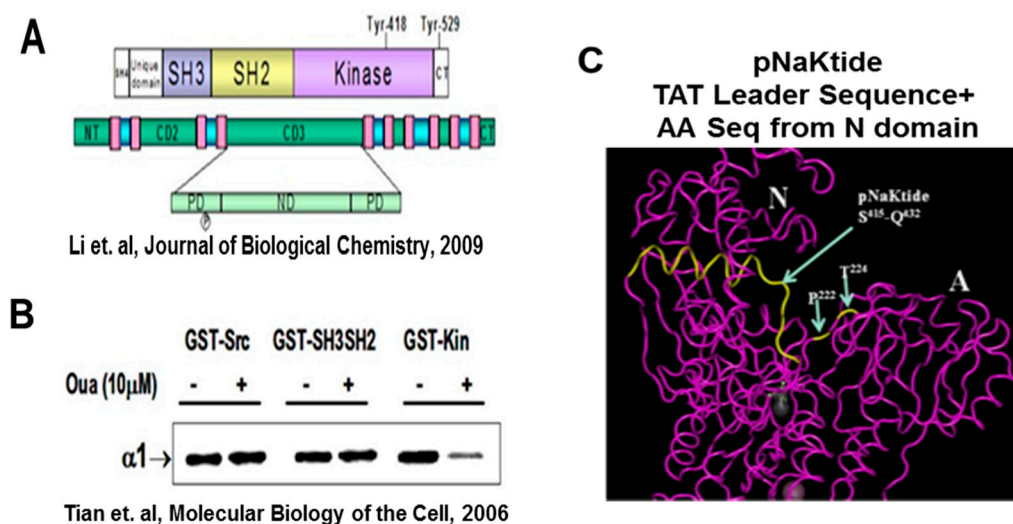 A
Tyr-418
Tyr-529
SH4
Unique domain
SH3
SH2
Kinase
CT
NT
CD2
CD3
CT
PD
ND
PD
P
Li et. al, Journal of Biological Chemistry, 2009
B
GST-Src GST-SH3SH2 GST-Kin
Oua (10μM) - + - + - +
α1→
Tian et. al, Molecular Biology of the Cell, 2006
C
pNaKtide
TAT Leader Sequence+
AA Seq from N domain
N
pNaKtide
S⁴¹⁵-Q⁴³²
T²²⁴
P²²²
A